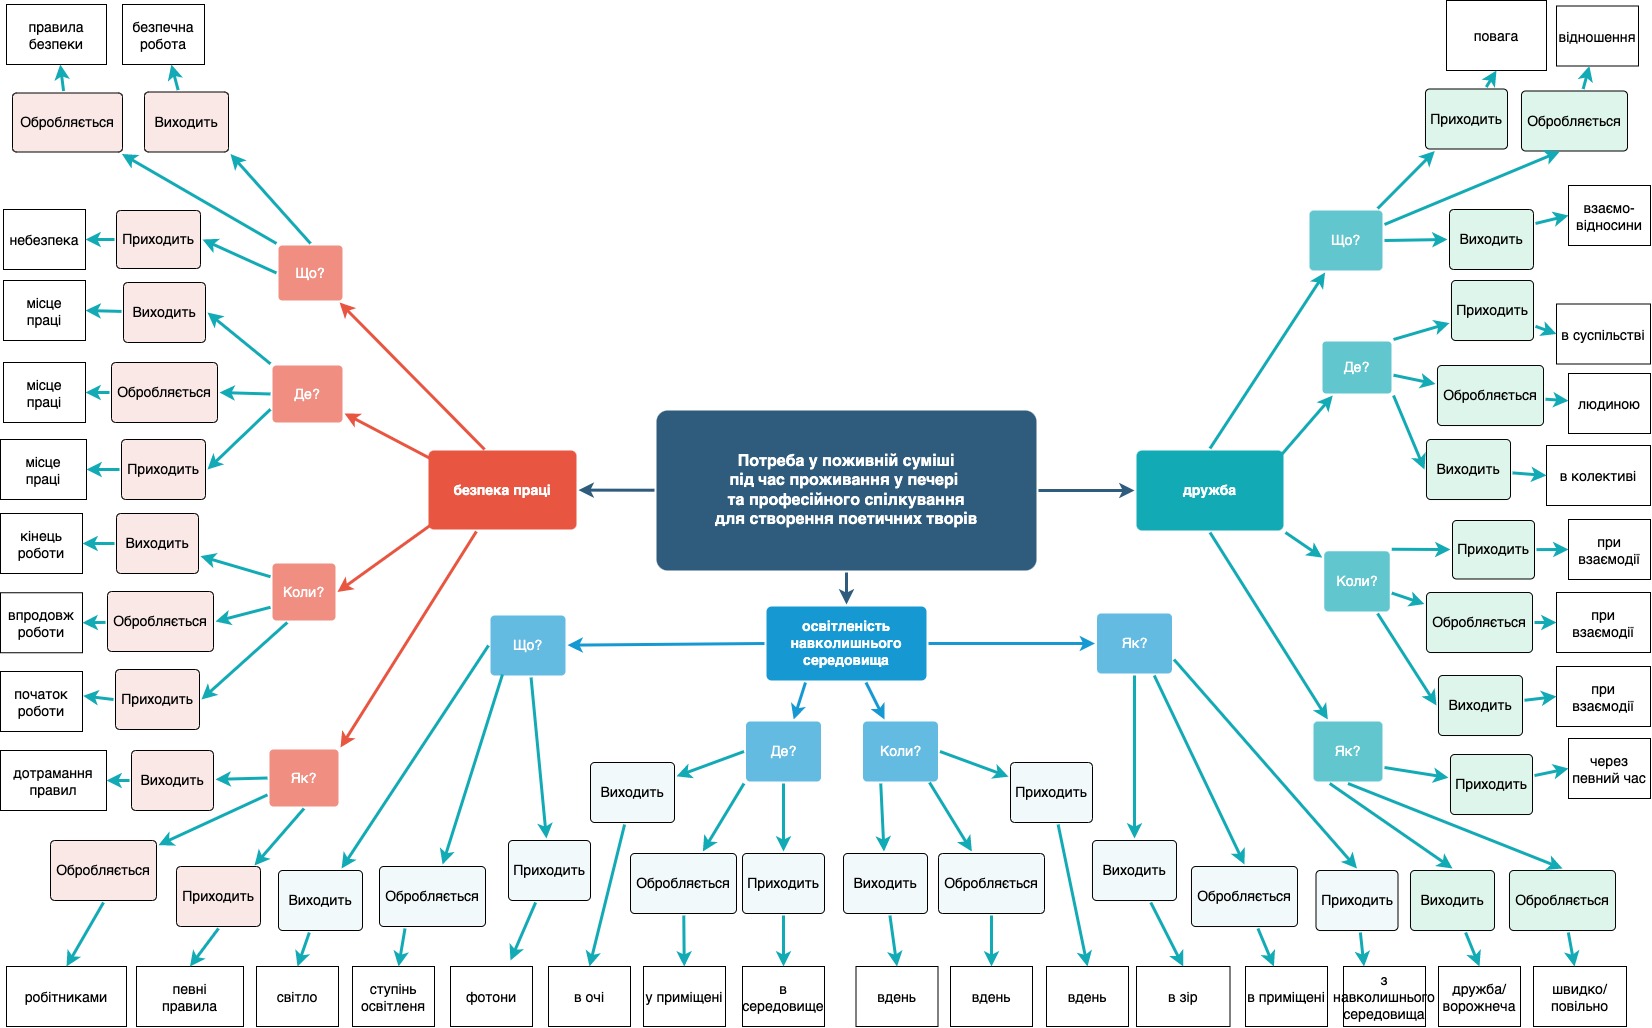 правила
безпеки
безпечна
робота
повага
відношення
Обробляється
Виходить
Приходить
Обробляється
небезпека
Приходить
Що?
Що?
Виходить
взаємо-
відносини
місце
праці
Виходить
Приходить
в суспільстві
місце
праці
Обробляється
Де?
Де?
Обробляється
людиною
місце
праці
Приходить
Виходить
в колективі
безпека праці
Потреба у поживній суміші
під час проживання у печері
та професійного спілкування
для створення поетичних творів
дружба
кінець
роботи
Виходить
Приходить
при
взаємодії
впродовж
роботи
Обробляється
Коли?
Коли?
Обробляється
при
взаємодії
Що?
освітленість
навколишнього
середовища
Як?
початок
роботи
Приходить
Виходить
при
взаємодії
дотрамання
правил
Виходить
Як?
Де?
Коли?
Як?
Приходить
через
певний час
Виходить
Приходить
Обробляється
Приходить
Виходить
Обробляється
Приходить
Обробляється
Приходить
Виходить
Обробляється
Виходить
Обробляється
Приходить
Виходить
Обробляється
робітниками
певні
правила
світло
ступінь
освітленя
фотони
в очі
у приміщені
в
середовище
вдень
вдень
вдень
в зір
в приміщені
з
навколишнього
середовища
дружба/
ворожнеча
швидко/
повільно